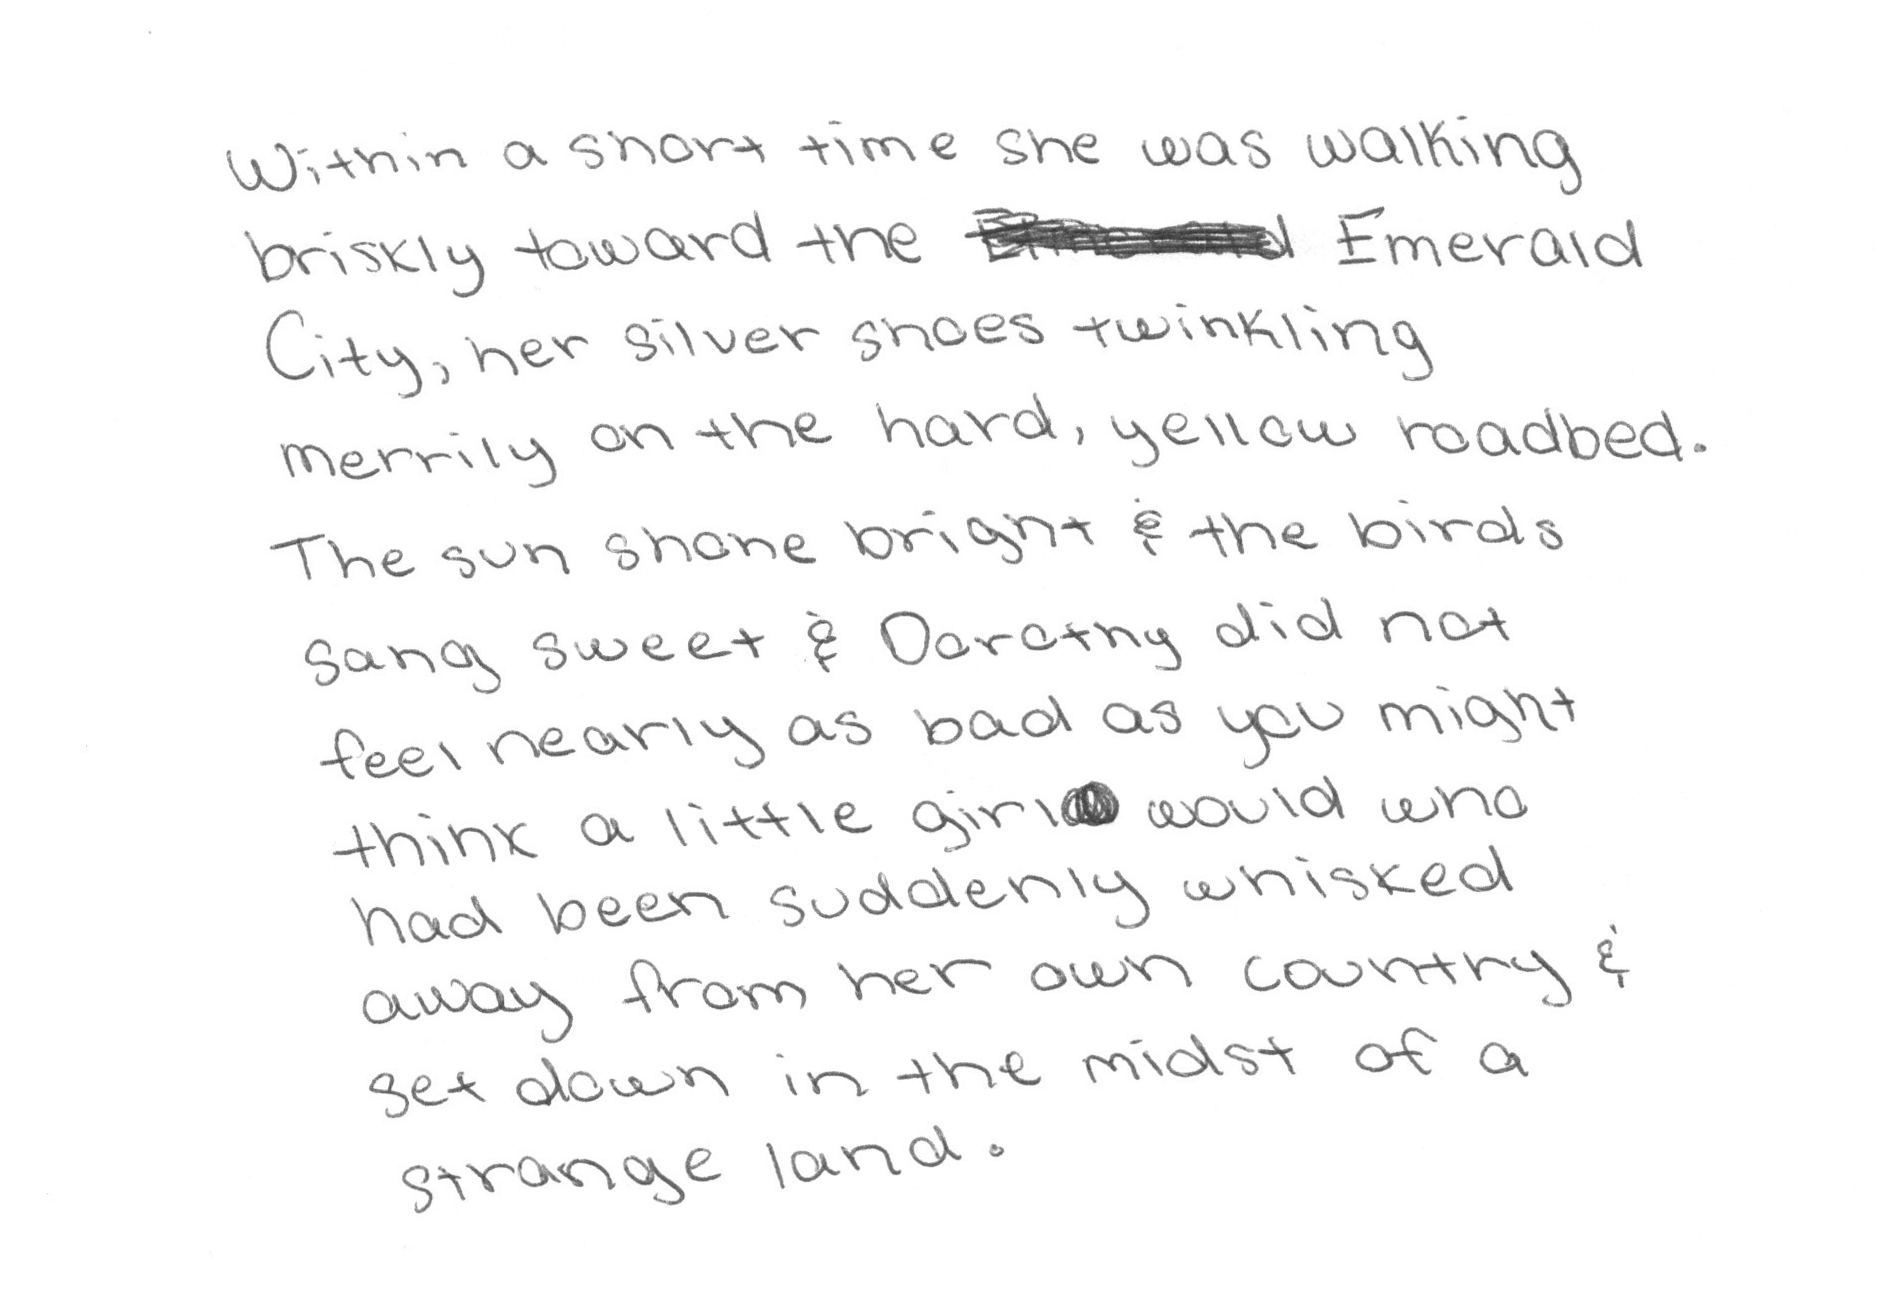 Within a short time she was walking
briskly toward the Emerald
City, her silver shoes twinkling
merrily on the hard, yellow roadbed.
The sun shone bright & the birds
sang sweet & Dorothy did not
feel nearly as bad as you might
think a little girl would who
had been suddenly whisked
away from her own country &
set down in the midst of a
strange land.